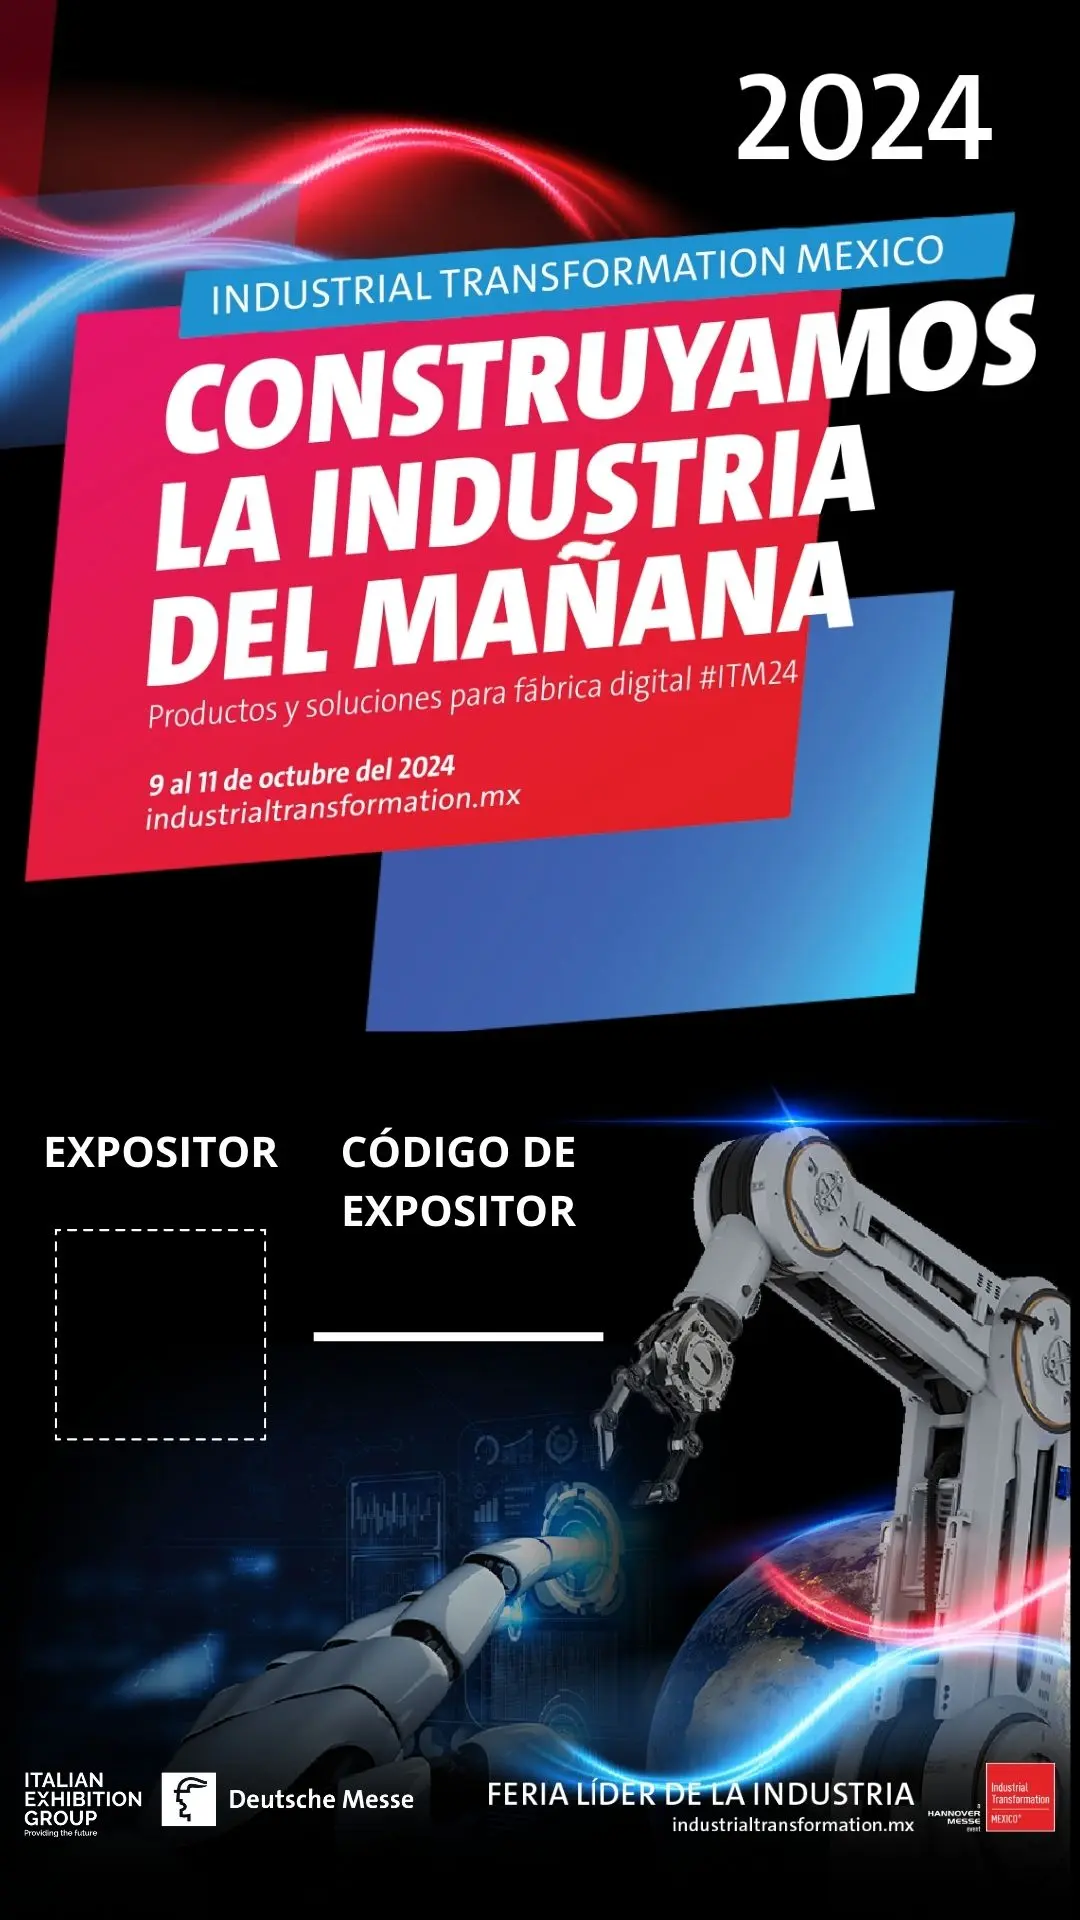 2024
INDUSTRIAL TRANSFORMATION MEXICO
CONSTRUYAMOS
LA INDUSTRIA
DEL MAÑANA
Productos y soluciones para fábrica digital #ITM24
9 al 11 de octubre del 2024
industrialtransformation.mx
EXPOSITOR
CÓDIGO DE
EXPOSITOR
ITALIAN
EXHIBITION
GROUP
Providing the future
Deutsche Messe
FERIA LÍDER DE LA INDUSTRIA
industrialtransformation.mx
a
HANNOVER
MESSE
event
Industrial
Transformation
MEXICO®